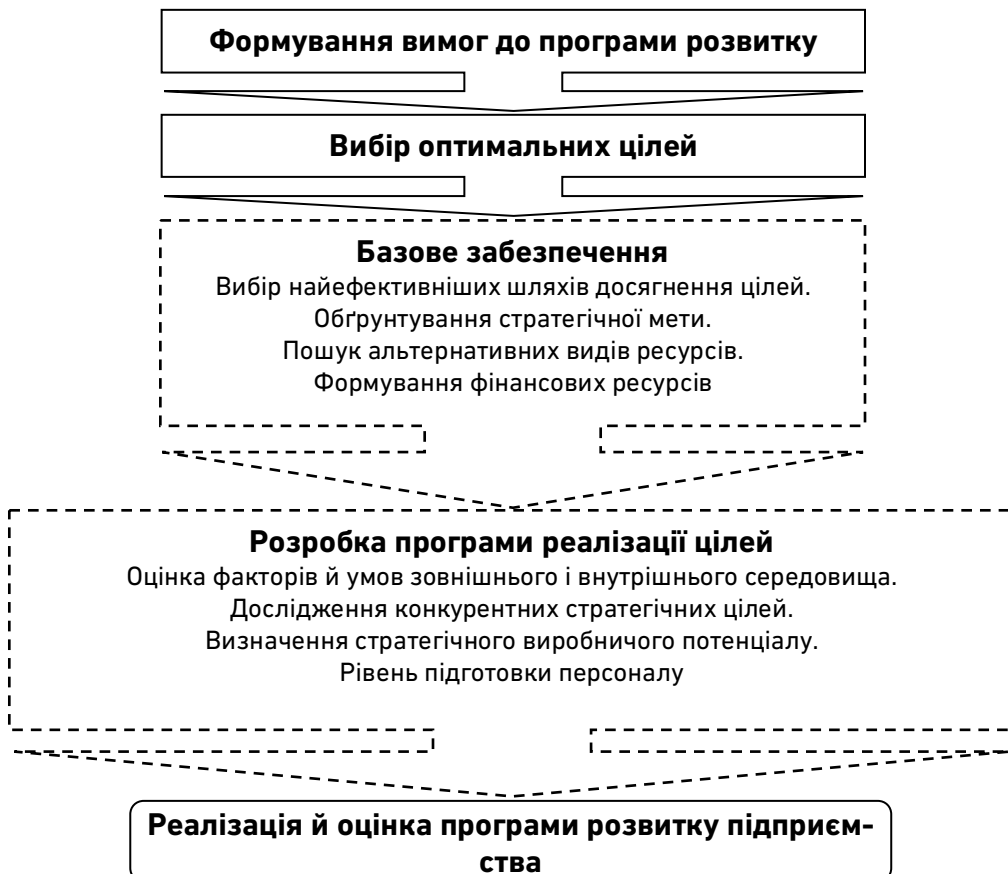 Формування вимог до програми розвитку
Вибір оптимальних цілей
Базове забезпечення
Вибір найефективніших шляхів досягнення цілей.
Обґрунтування стратегічної мети.
Пошук альтернативних видів ресурсів.
Формування фінансових ресурсів
Розробка програми реалізації цілей
Оцінка факторів й умов зовнішнього і внутрішнього середовища.
Дослідження конкурентних стратегічних цілей.
Визначення стратегічного виробничого потенціалу.
Рівень підготовки персоналу
Реалізація й оцінка програми розвитку підприєм-
ства